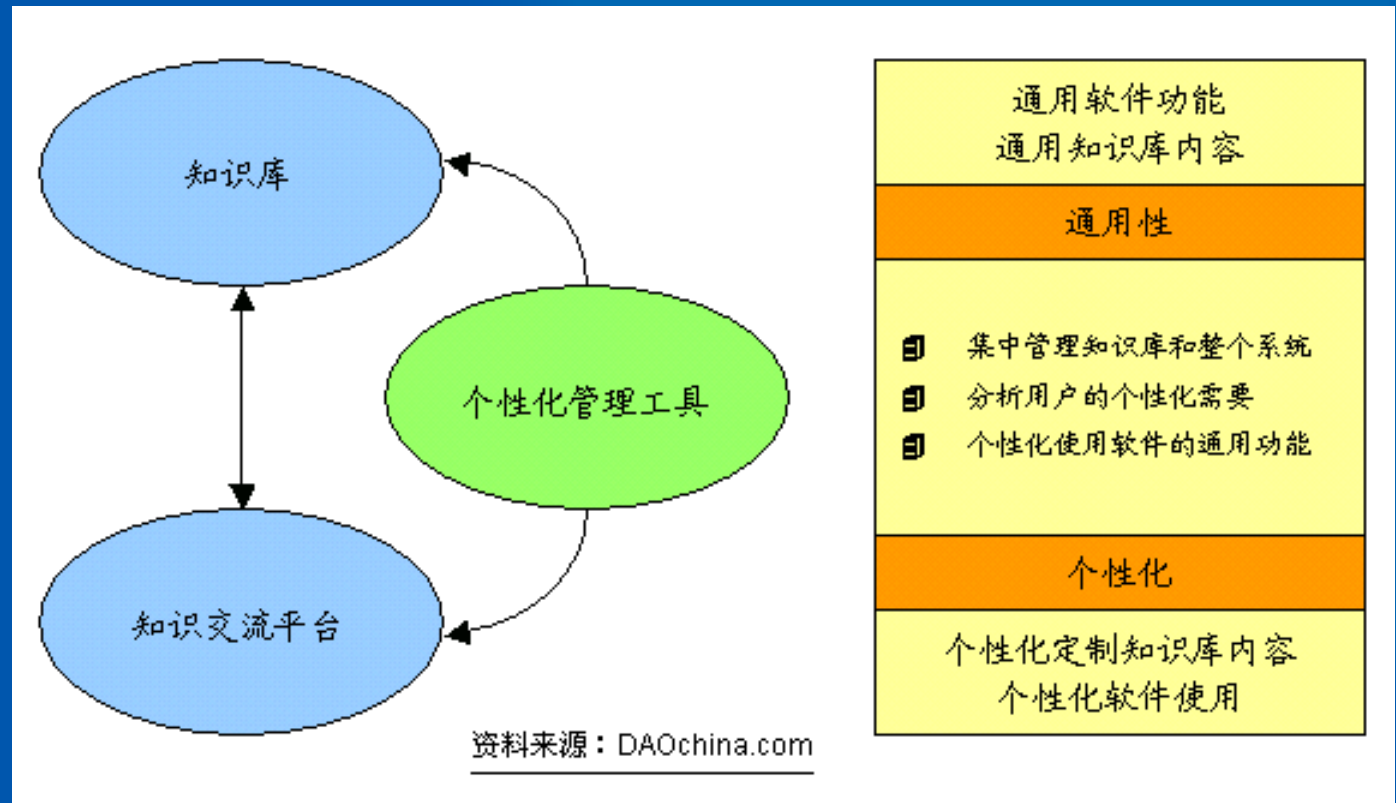 知识库
个性化管理工具
知识交流平台
资料来源：DAOchina.com
通用软件功能
通用知识库内容
通用性
集中管理知识库和整个系统
分析用户的个性化需要
个性化使用软件的通用功能
个性化
个性化定制知识库内容
个性化软件使用